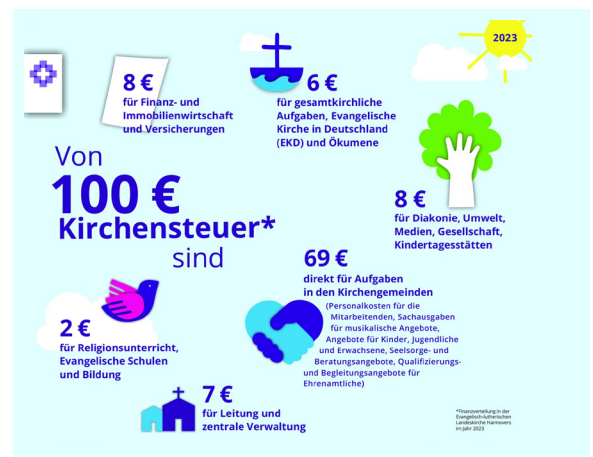 2023
8 €
für Finanz- und
Immobilienwirtschaft
und Versicherungen
6 €
für gesamtkirchliche
Aufgaben, Evangelische
Kirche in Deutschland
(EKD) und Ökumene
Von
100 €
Kirchensteuer*
sind
8 €
für Diakonie, Umwelt,
Medien, Gesellschaft,
Kindertagesstätten
69 €
direkt für Aufgaben
in den Kirchengemeinden
(Personalkosten für die
Mitarbeitenden, Sachausgaben
für musikalische Angebote,
Angebote für Kinder, Jugendliche
und Erwachsene, Seelsorge- und
Beratungsangebote, Qualifizierungs-
und Begleitungsangebote für
Ehrenamtliche)
2 €
für Religionsunterricht,
Evangelische Schulen
und Bildung
7 €
für Leitung und
zentrale Verwaltung
*Finanzverteilung in der
Evangelisch-lutherischen
Landeskirche Hannovers
im Jahr 2023